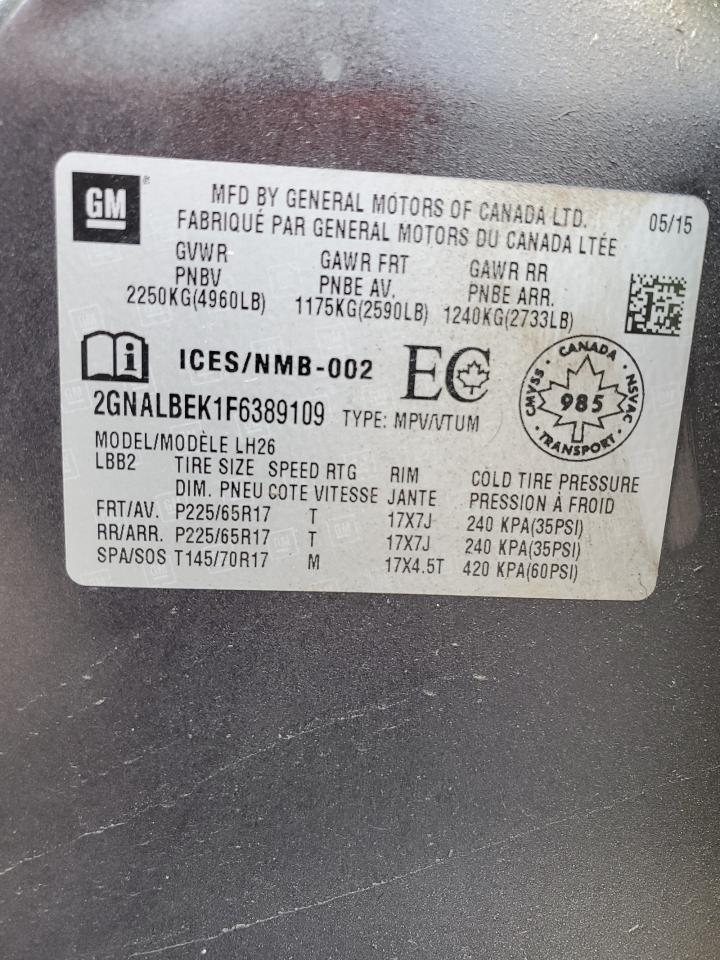 GM
MFD BY GENERAL MOTORS OF CANADA LTD. 05/15
FABRIQUÉ PAR GENERAL MOTORS DU CANADA LTÉE
GVWR GAWR FRT GAWR RR
PNBV PNBE AV. PNBE ARR.
2250KG(4960LB) 1175KG(2590LB) 1240KG(2733LB)
i ICES/NMB-002 EC
CANADA
CMVSS 985 NSVAC
TRANSPORT
2GNALBEK1F6389109 TYPE: MPV/VTUM
MODEL/MODÈLE LH26
LBB2 TIRE SIZE SPEED RTG RIM COLD TIRE PRESSURE
DIM. PNEU COTE VITESSE JANTE PRESSION À FROID
FRT/AV. P225/65R17 T 17X7J 240 KPA(35PSI)
RR/ARR. P225/65R17 T 17X7J 240 KPA(35PSI)
SPA/SOS T145/70R17 M 17X4.5T 420 KPA(60PSI)